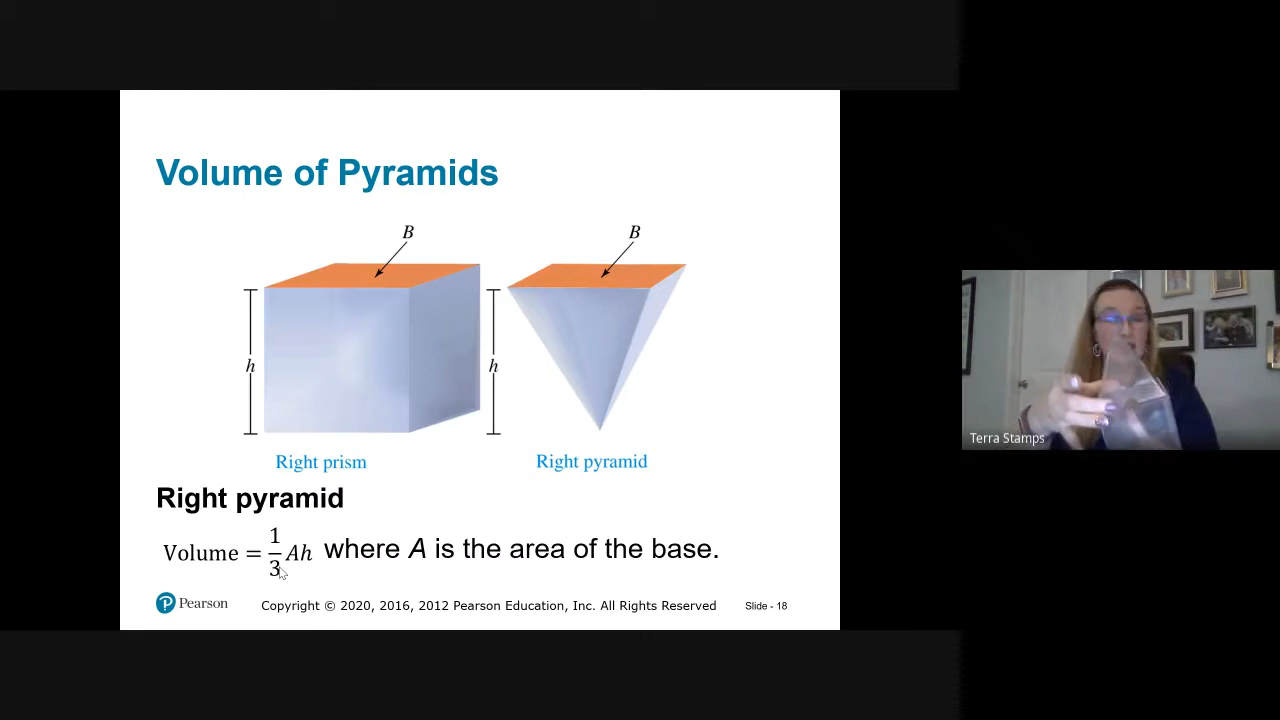 Volume of Pyramids
B
B
h
h
Right prism
Right pyramid
Right pyramid
Volume = 1/3 Ah where A is the area of the base.
Pearson
Copyright © 2020, 2016, 2012 Pearson Education, Inc. All Rights Reserved
Slide - 18
Terra Stamps